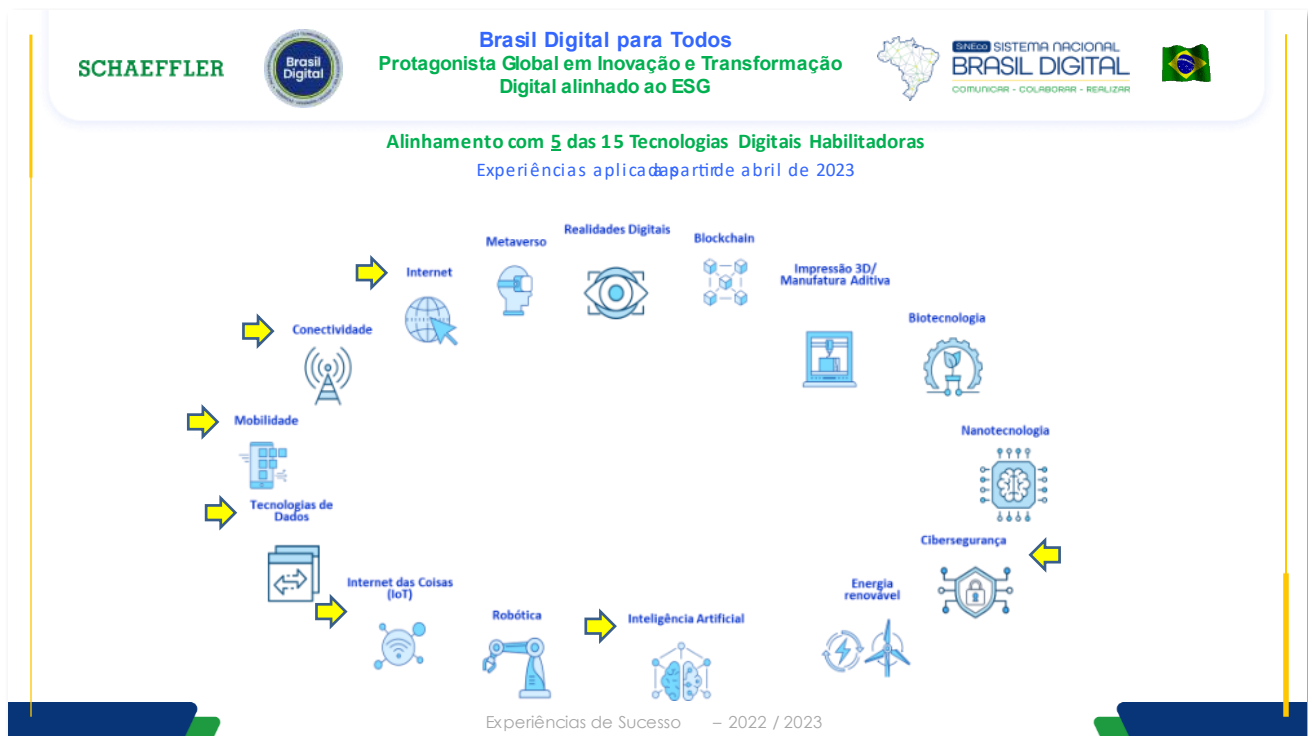 SCHAEFFLER
Brasil
Digital
Brasil Digital para Todos
Protagonista Global em Inovação e Transformação
Digital alinhado ao ESG
SINEco SISTEMA NACIONAL
BRASIL DIGITAL
COMUNICAR - COLABORAR - REALIZAR
Alinhamento com 5 das 15 Tecnologias Digitais Habilitadoras
Experiências aplicadas a partir de abril de 2023
Realidades Digitais
Metaverso
Blockchain
Internet
Impressão 3D/
Manufatura Aditiva
Biotecnologia
Conectividade
Mobilidade
Nanotecnologia
Tecnologias de
Dados
Cibersegurança
Internet das Coisas
(IoT)
Energia
renovável
Robótica
Inteligência Artificial
Experiências de Sucesso – 2022 / 2023